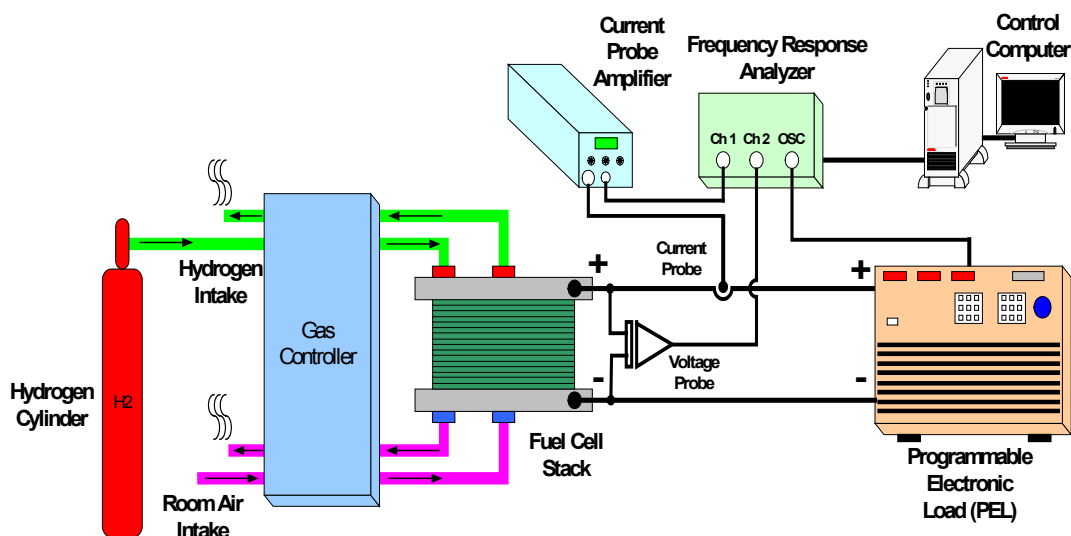 Current
Probe
Amplifier
Frequency Response
Analyzer
Control
Computer
Ch 1 Ch 2 OSC
Hydrogen
Intake
Current
Probe
+
+
Gas
Controller
Hydrogen
Cylinder
H2
Voltage
Probe
-
-
Fuel Cell
Stack
Programmable
Electronic
Load (PEL)
Room Air
Intake